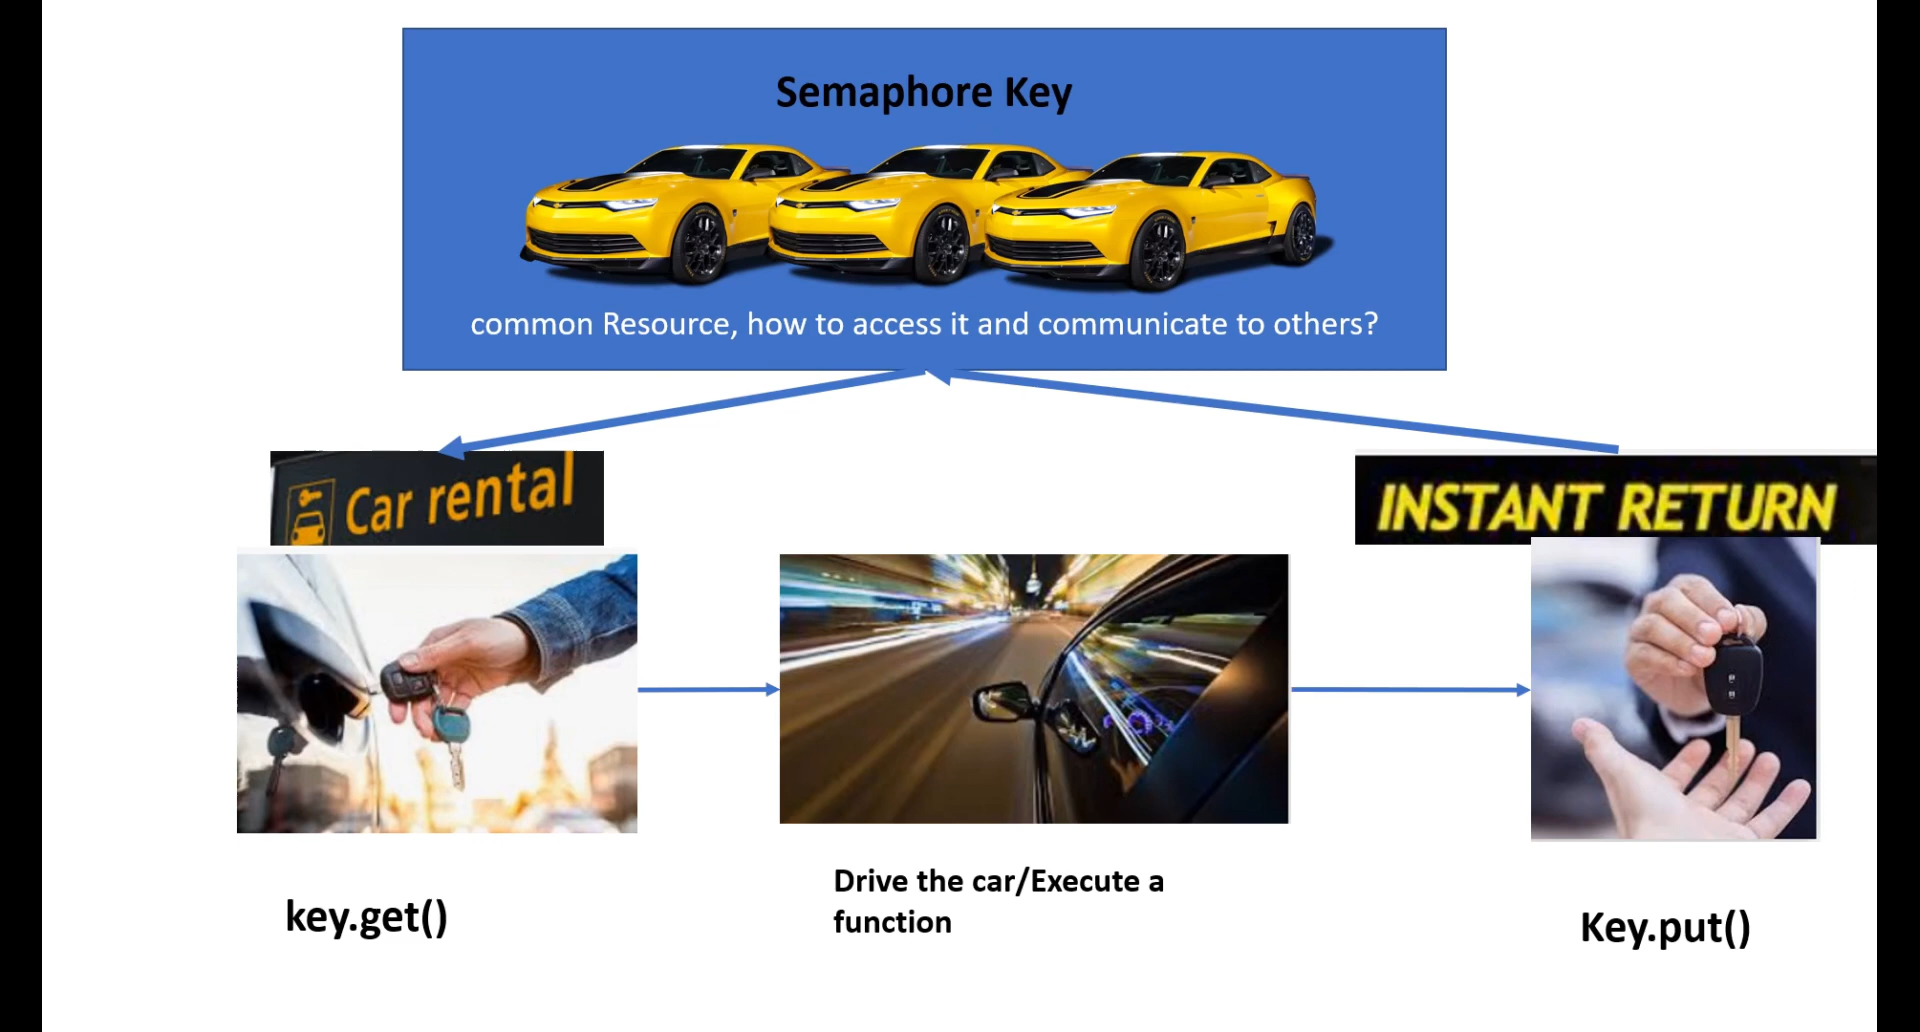 Semaphore Key
common Resource, how to access it and communicate to others?
Car rental
INSTANT RETURN
key.get()
Drive the car/Execute a
function
Key.put()